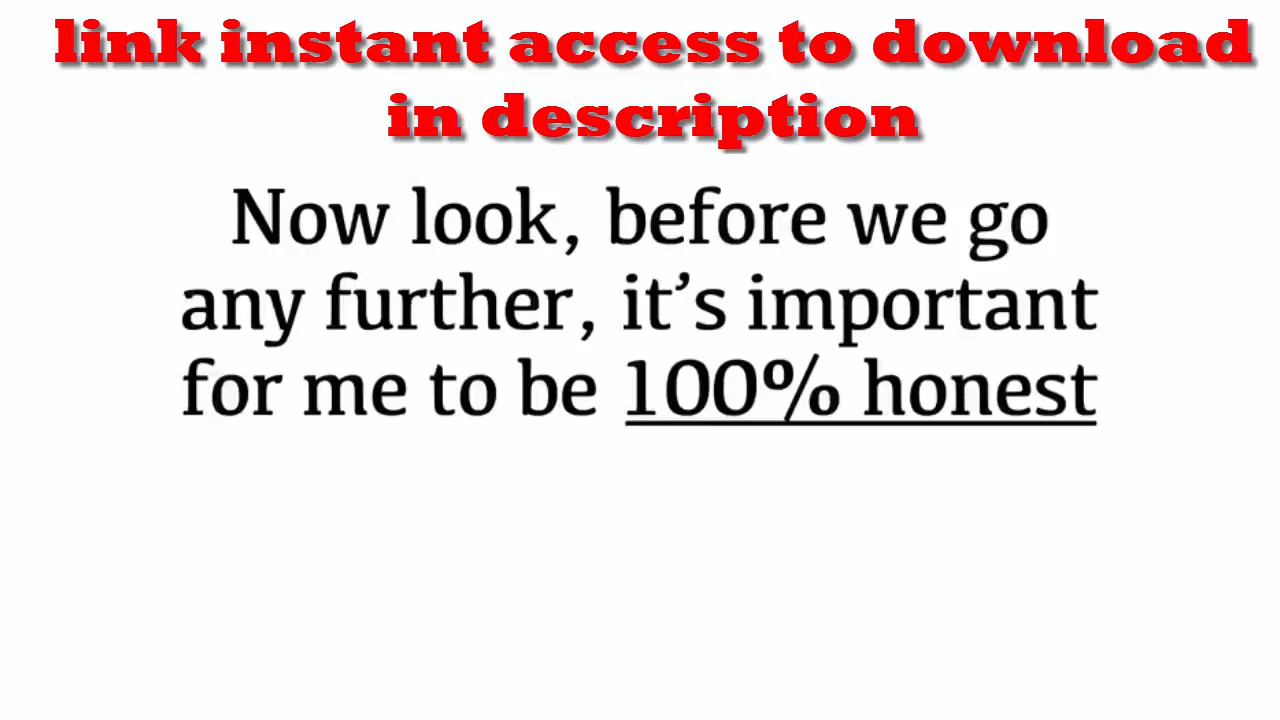 link instant access to download
in description
Now look, before we go
any further, it’s important
for me to be 100% honest